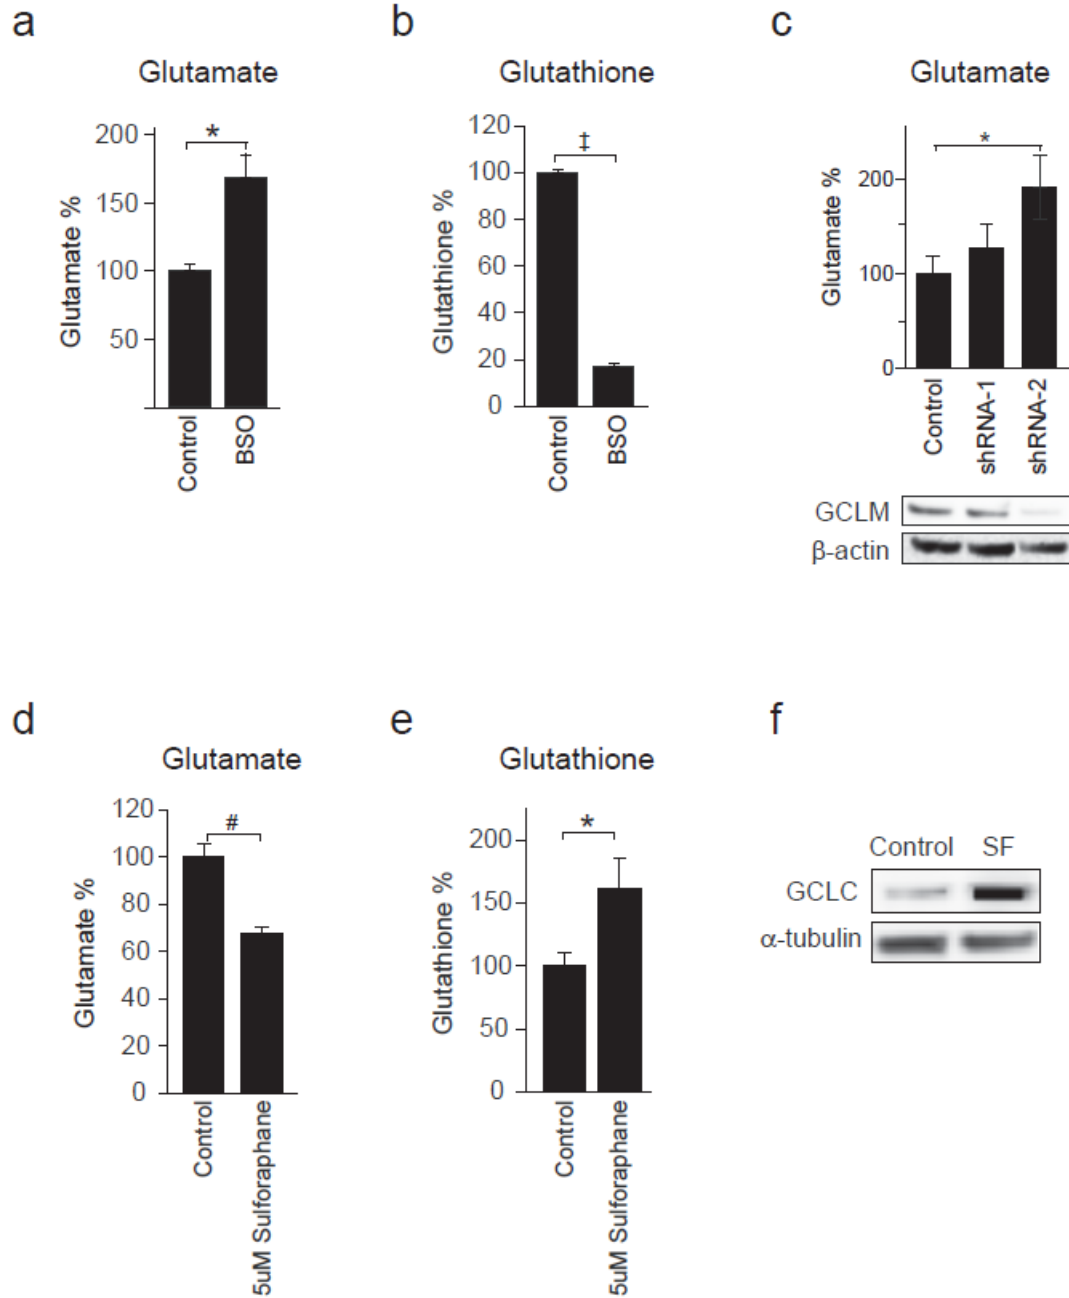 a
Glutamate
Glutamate %
200
150
100
50
*
Control
BSO
b
Glutathione
Glutathione %
120
100
80
60
40
20
0
‡
Control
BSO
c
Glutamate
Glutamate %
200
100
0
*
Control
shRNA-1
shRNA-2
GCLM
β-actin
d
Glutamate
Glutamate %
120
100
80
60
40
20
0
#
Control
5uM Sulforaphane
e
Glutathione
Glutathione %
200
150
100
50
0
*
Control
5uM Sulforaphane
f
Control SF
GCLC
α-tubulin